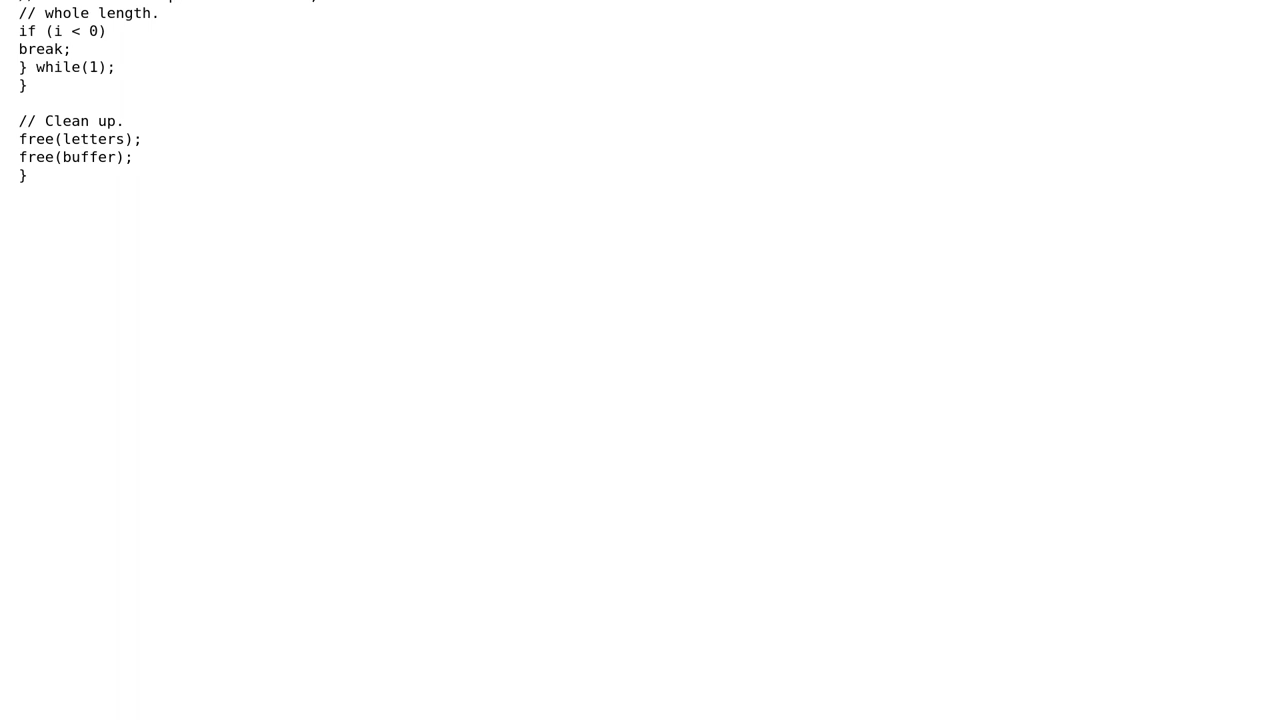 // whole length.
if (i < 0)
break;
} while(1);
}

// Clean up.
free(letters);
free(buffer);
}